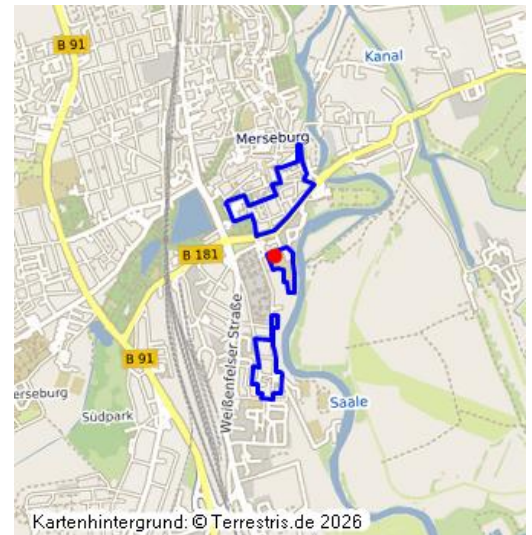 B 91
Kanal
Merseburg
B 181
Weißenfelser Straße
B 91
erseburg
Südpark
Saale
Kartenhintergrund: © Terrestris.de 2026